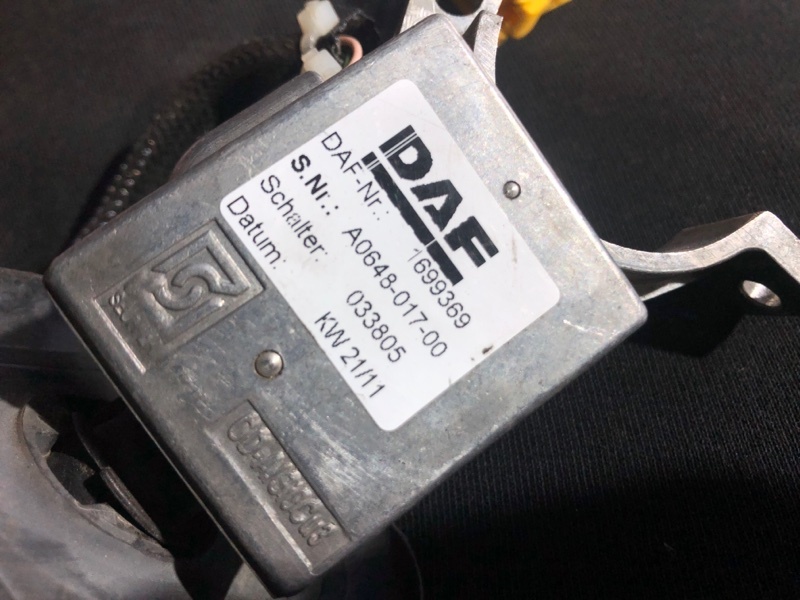 DAF
DAF-Nr.: 1699369
S.Nr.: A0648-017-00
Schalter: 033805
Datum: KW 21/11